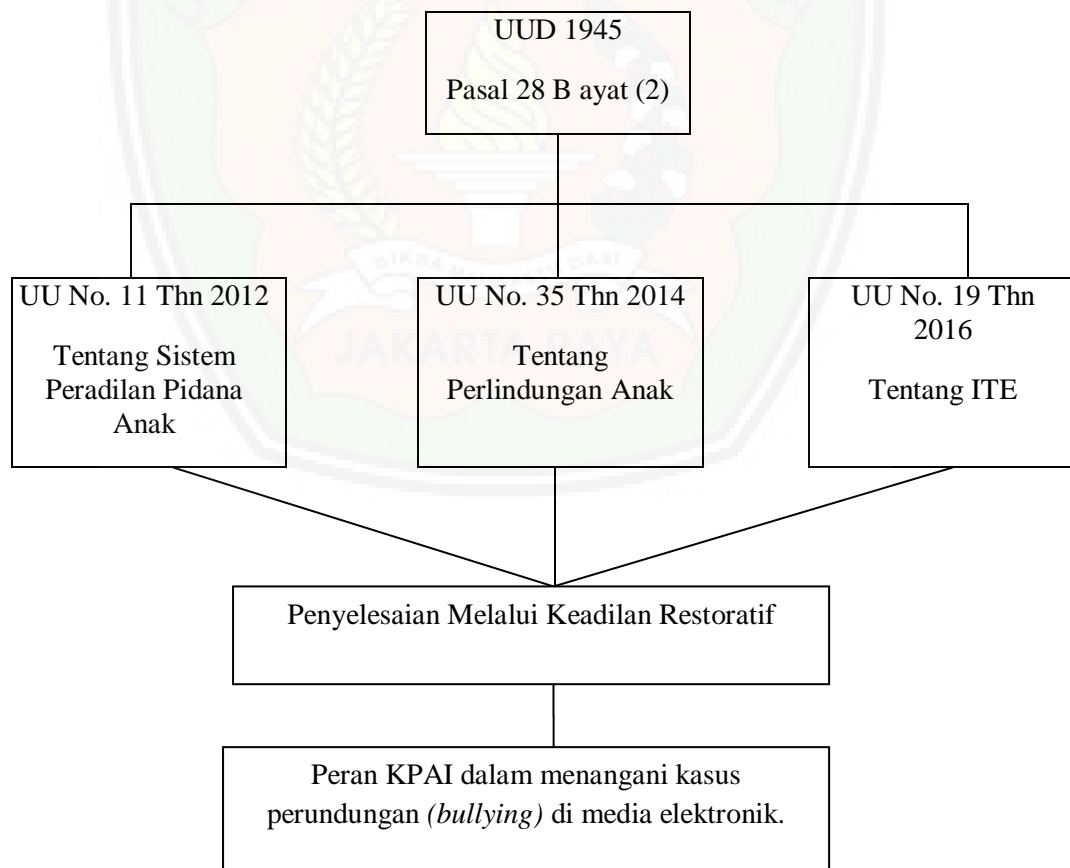 UUD 1945
Pasal 28 B ayat (2)
UU No. 11 Thn 2012
Tentang Sistem
Peradilan Pidana
Anak
UU No. 35 Thn 2014
Tentang
Perlindungan Anak
UU No. 19 Thn
2016
Tentang ITE
JAKARTA RAYA
Penyelesaian Melalui Keadilan Restoratif
Peran KPAI dalam menangani kasus
perundungan (bullying) di media elektronik.